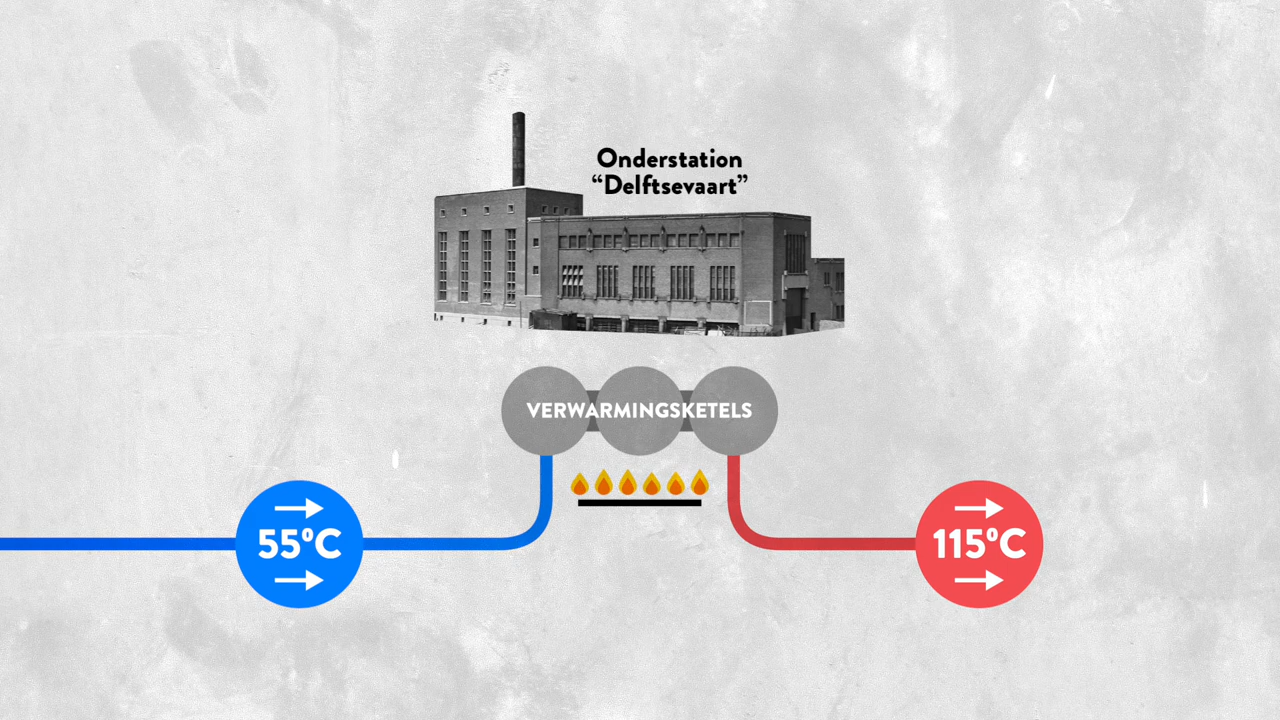 Onderstation
“Delftsevaart”
VERWARMINGSKETELS
55ºC
115ºC